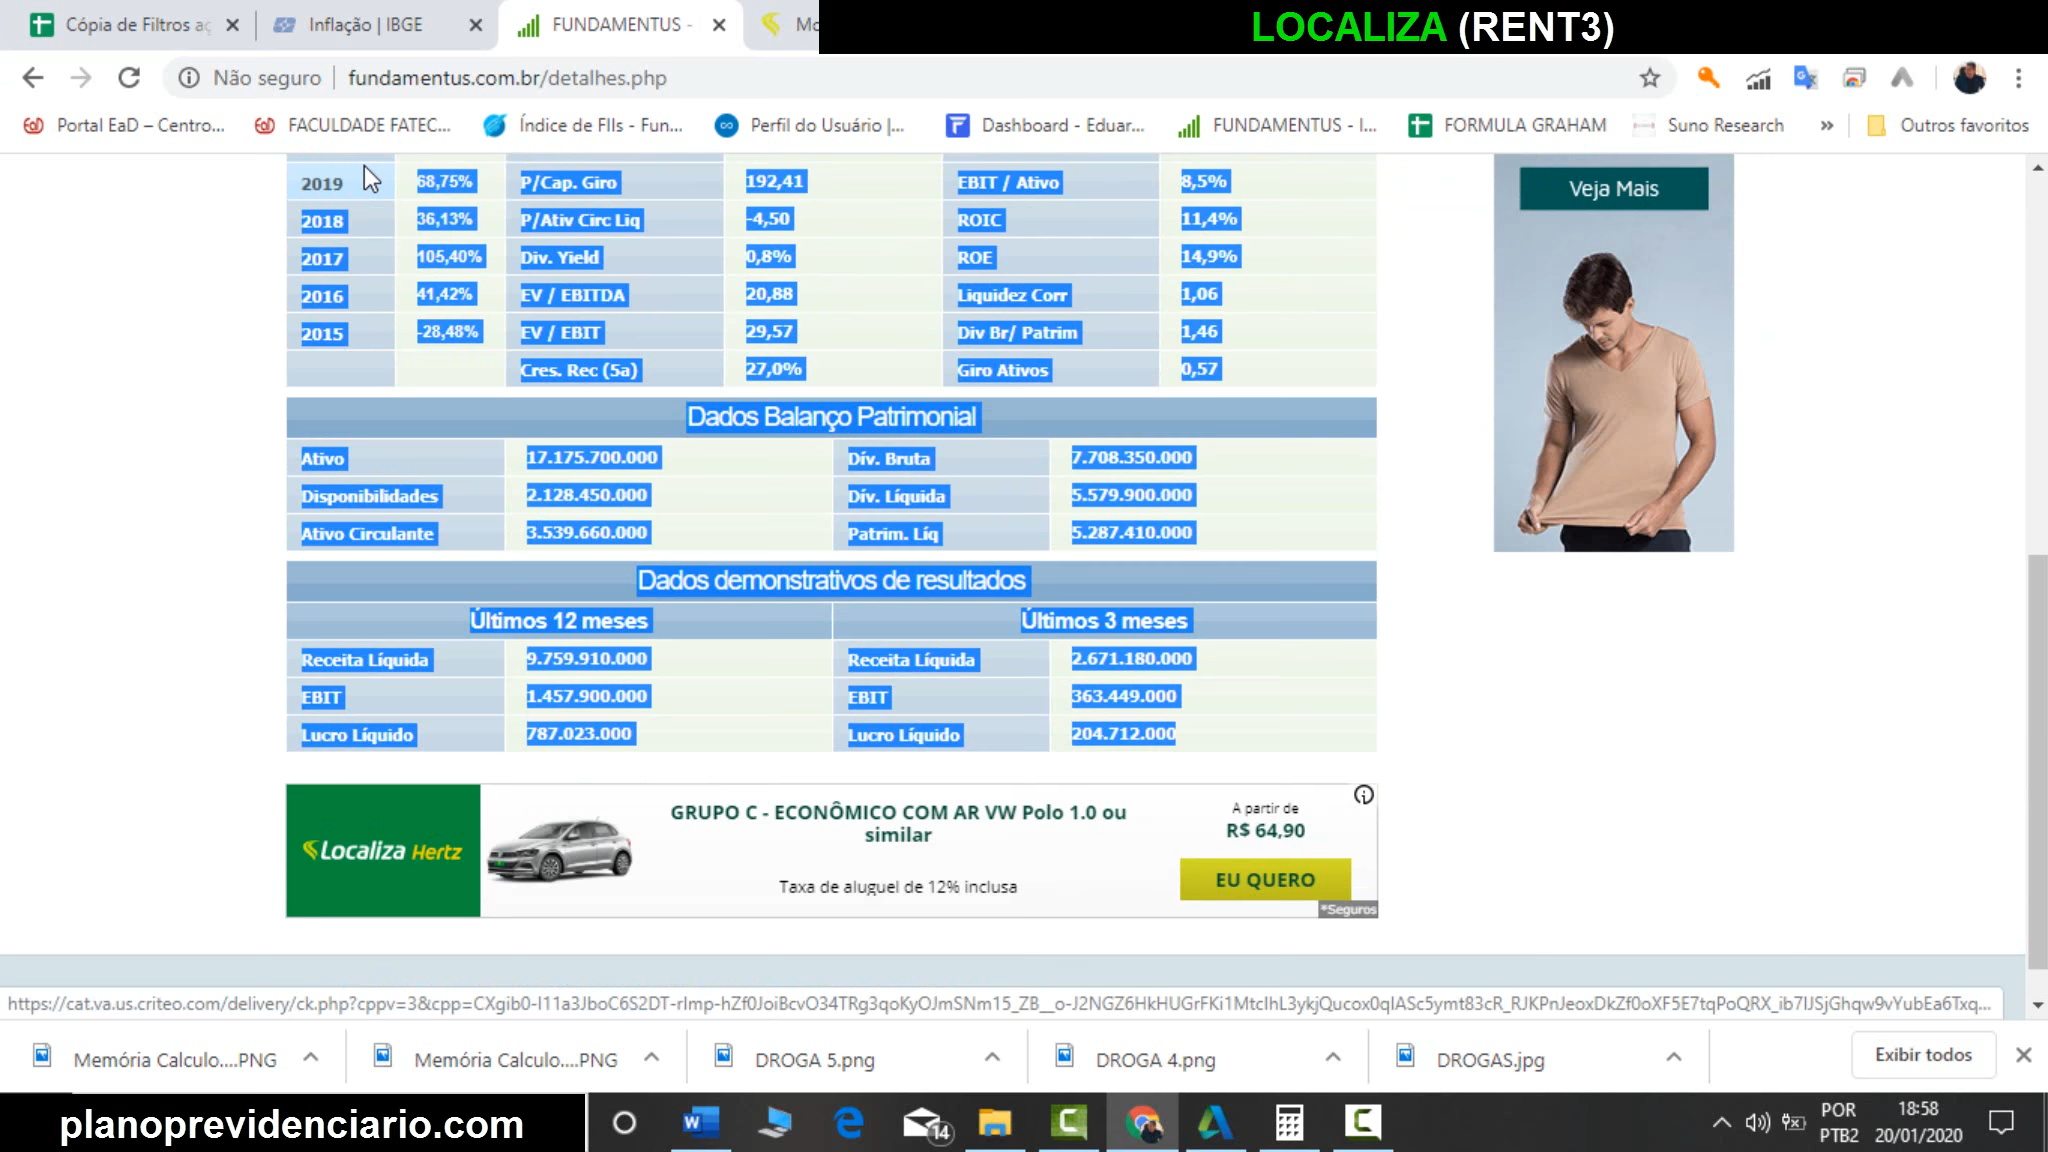 Cópia de Filtros aç
Inflação | IBGE
FUNDAMENTUS -
Mo
LOCALIZA (RENT3)
Não seguro
fundamentus.com.br/detalhes.php
Portal EaD – Centro...
FACULDADE FATEC...
Índice de FIIs - Fun...
Perfil do Usuário |...
Dashboard - Eduar...
FUNDAMENTUS - I...
FORMULA GRAHAM
Suno Research
»
Outros favoritos
2019 68,75% P/Cap. Giro 192,41 EBIT / Ativo 8,5%
2018 36,13% P/Ativ Circ Liq -4,50 ROIC 11,4%
2017 105,40% Div. Yield 0,8% ROE 14,9%
2016 41,42% EV / EBITDA 20,88 Liquidez Corr 1,06
2015 -28,48% EV / EBIT 29,57 Div Br/ Patrim 1,46
Cres. Rec (5a) 27,0% Giro Ativos 0,57
Veja Mais
Dados Balanço Patrimonial
Ativo 17.175.700.000 Dív. Bruta 7.708.350.000
Disponibilidades 2.128.450.000 Dív. Líquida 5.579.900.000
Ativo Circulante 3.539.660.000 Patrim. Líq 5.287.410.000
Dados demonstrativos de resultados
Últimos 12 meses Últimos 3 meses
Receita Líquida 9.759.910.000 Receita Líquida 2.671.180.000
EBIT 1.457.900.000 EBIT 363.449.000
Lucro Líquido 787.023.000 Lucro Líquido 204.712.000
Localiza Hertz
GRUPO C - ECONÔMICO COM AR VW Polo 1.0 ou
similar
Taxa de aluguel de 12% inclusa
A partir de
R$ 64,90
EU QUERO
*Seguros
Memória Calculo....PNG
Memória Calculo....PNG
DROGA 5.png
DROGA 4.png
DROGAS.jpg
Exibir todos
planoprevidenciario.com
14
POR
PTB2
18:58
20/01/2020